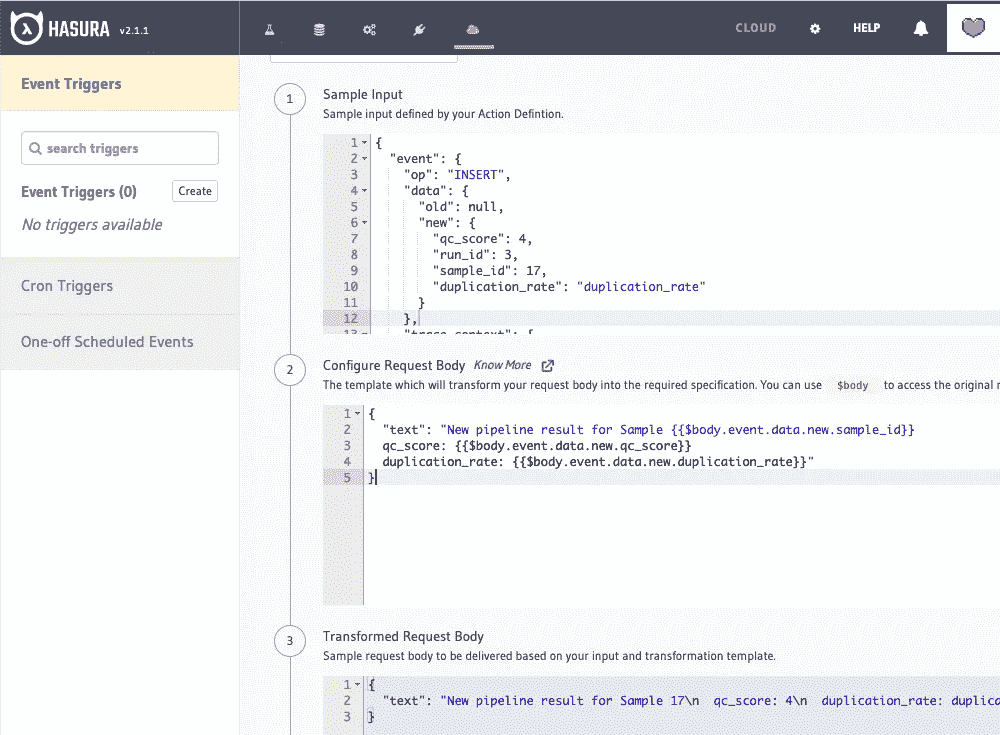 HASURA v2.1.1
CLOUD
HELP
Event Triggers
search triggers
Event Triggers (0)
Create
No triggers available
Cron Triggers
One-off Scheduled Events
1
Sample Input
Sample input defined by your Action Defintion.
1 {
2 "event": {
3 "op": "INSERT",
4 "data": {
5 "old": null,
6 "new": {
7 "qc_score": 4,
8 "run_id": 3,
9 "sample_id": 17,
10 "duplication_rate": "duplication_rate"
11 }
12 },
13 "trace_context": {
2
Configure Request Body Know More
The template which will transform your request body into the required specification. You can use $body to access the original
1 {
2 "text": "New pipeline result for Sample {{$body.event.data.new.sample_id}}
3 qc_score: {{$body.event.data.new.qc_score}}
4 duplication_rate: {{$body.event.data.new.duplication_rate}}"
5 }
3
Transformed Request Body
Sample request body to be delivered based on your input and transformation template.
1 {
2 "text": "New pipeline result for Sample 17\n  qc_score: 4\n  duplication_rate: duplica
3 }